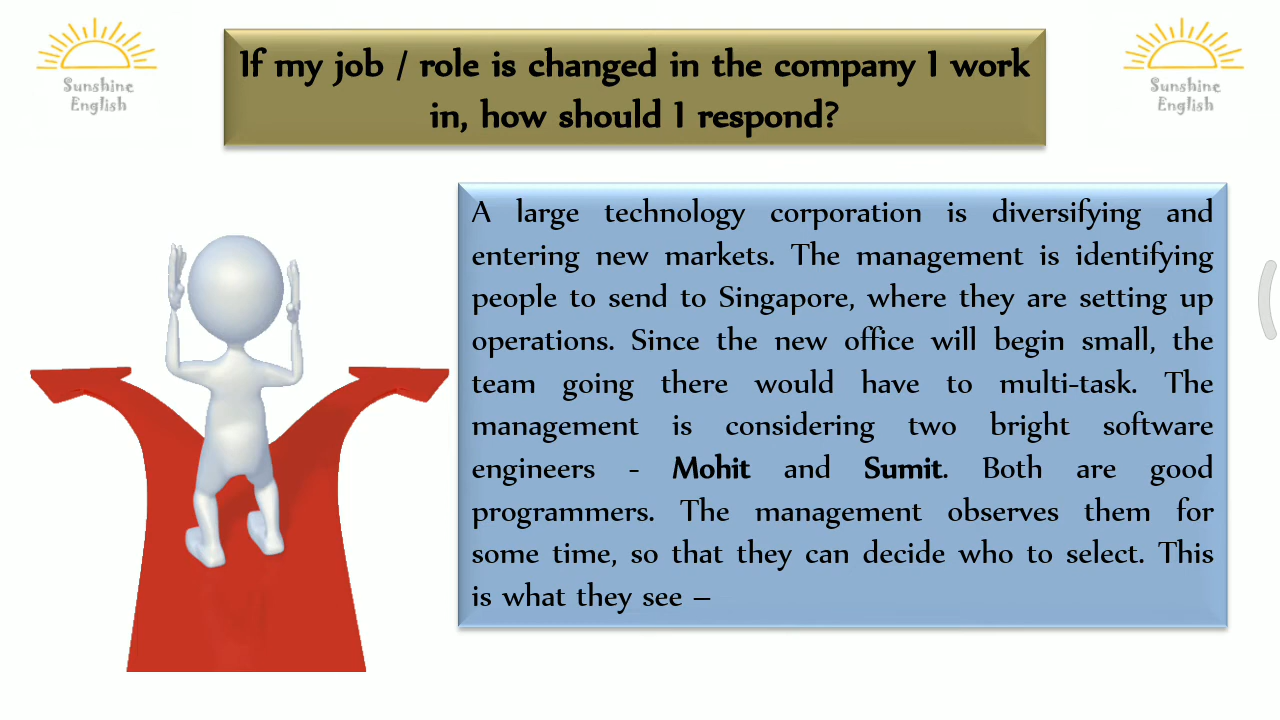 Sunshine
English
If my job / role is changed in the company I work
in, how should I respond?
Sunshine
English
A large technology corporation is diversifying and
entering new markets. The management is identifying
people to send to Singapore, where they are setting up
operations. Since the new office will begin small, the
team going there would have to multi-task. The
management is considering two bright software
engineers - Mohit and Sumit. Both are good
programmers. The management observes them for
some time, so that they can decide who to select. This
is what they see –